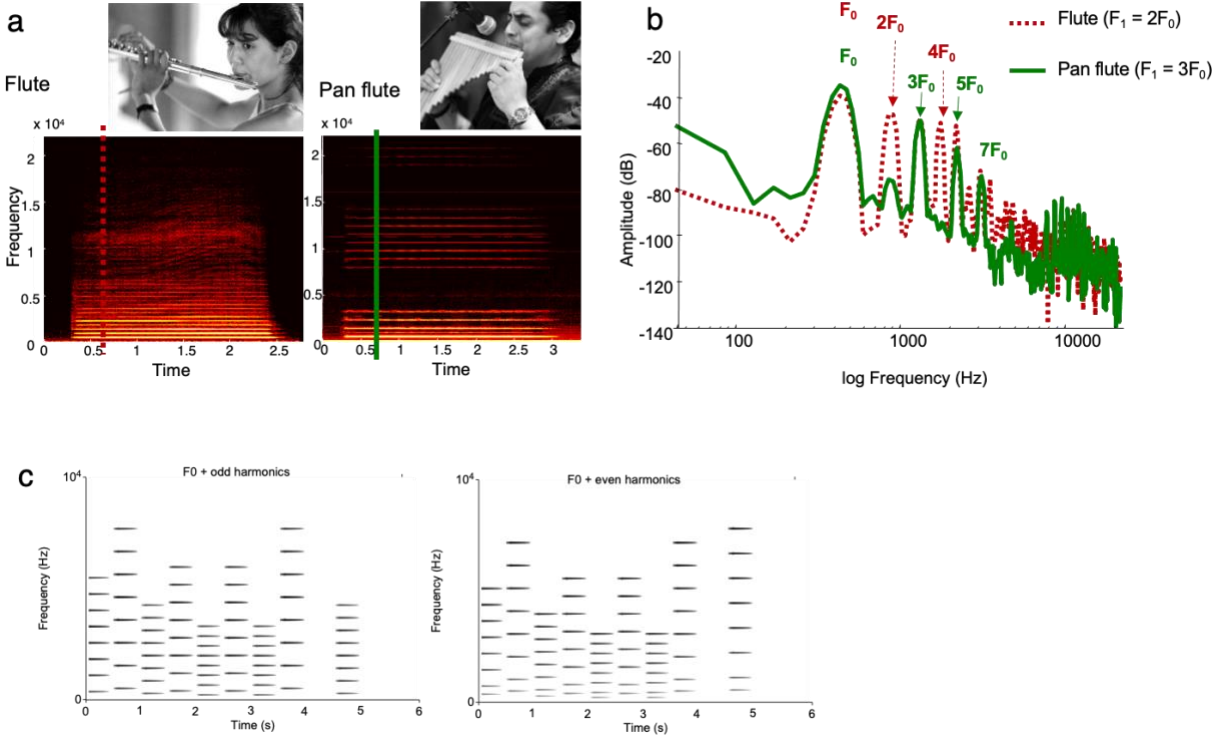 a
Flute
Pan flute
x 10⁴
x 10⁴
2
1.5
1
0.5
0
Frequency
0
0.5
1
1.5
2
2.5
Time
2
1.5
1
0.5
0
0
0.5
1
1.5
2
2.5
3
Time
b
F₀
2F₀
4F₀
F₀
3F₀
5F₀
7F₀
Flute (F₁ = 2F₀)
Pan flute (F₁ = 3F₀)
-20
-40
-60
-80
-100
-120
-140
Amplitude (dB)
100
1000
10000
log Frequency (Hz)
c
F0 + odd harmonics
10⁴
0
Frequency (Hz)
0
1
2
3
4
5
6
Time (s)
F0 + even harmonics
10⁴
0
Frequency (Hz)
0
1
2
3
4
5
6
Time (s)